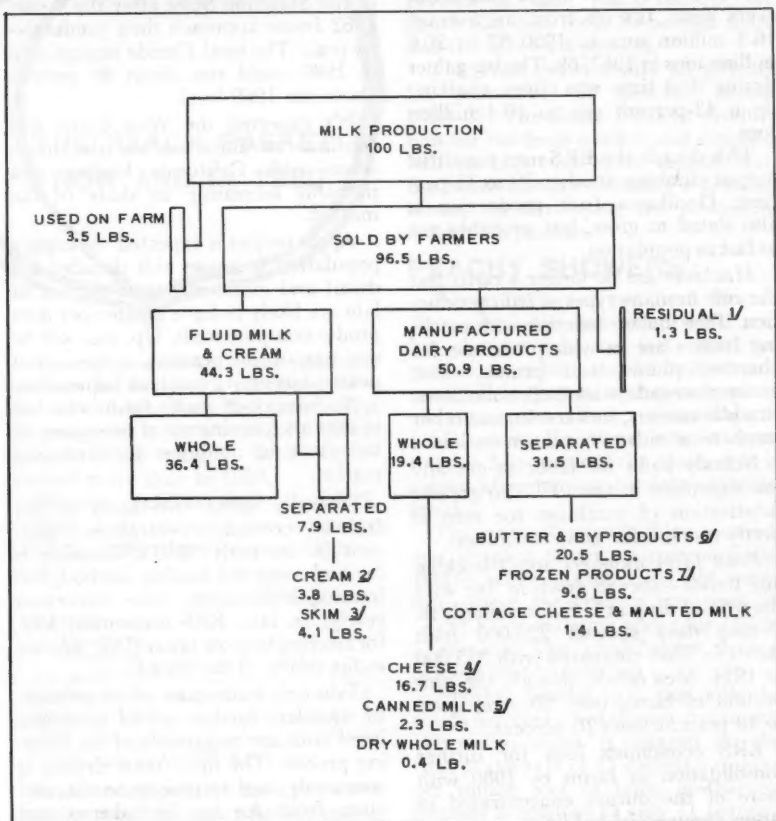 MILK PRODUCTION
100 LBS.
USED ON FARM
3.5 LBS.
SOLD BY FARMERS
96.5 LBS.
FLUID MILK
& CREAM
44.3 LBS.
MANUFACTURED
DAIRY PRODUCTS
50.9 LBS.
RESIDUAL 1/
1.3 LBS.
WHOLE
36.4 LBS.
SEPARATED
7.9 LBS.
CREAM 2/
3.8 LBS.
SKIM 3/
4.1 LBS.
WHOLE
19.4 LBS.
SEPARATED
31.5 LBS.
BUTTER & BYPRODUCTS 6/
20.5 LBS.
FROZEN PRODUCTS 7/
9.6 LBS.
COTTAGE CHEESE & MALTED MILK
1.4 LBS.
CHEESE 4/
16.7 LBS.
CANNED MILK 5/
2.3 LBS.
DRY WHOLE MILK
0.4 LB.